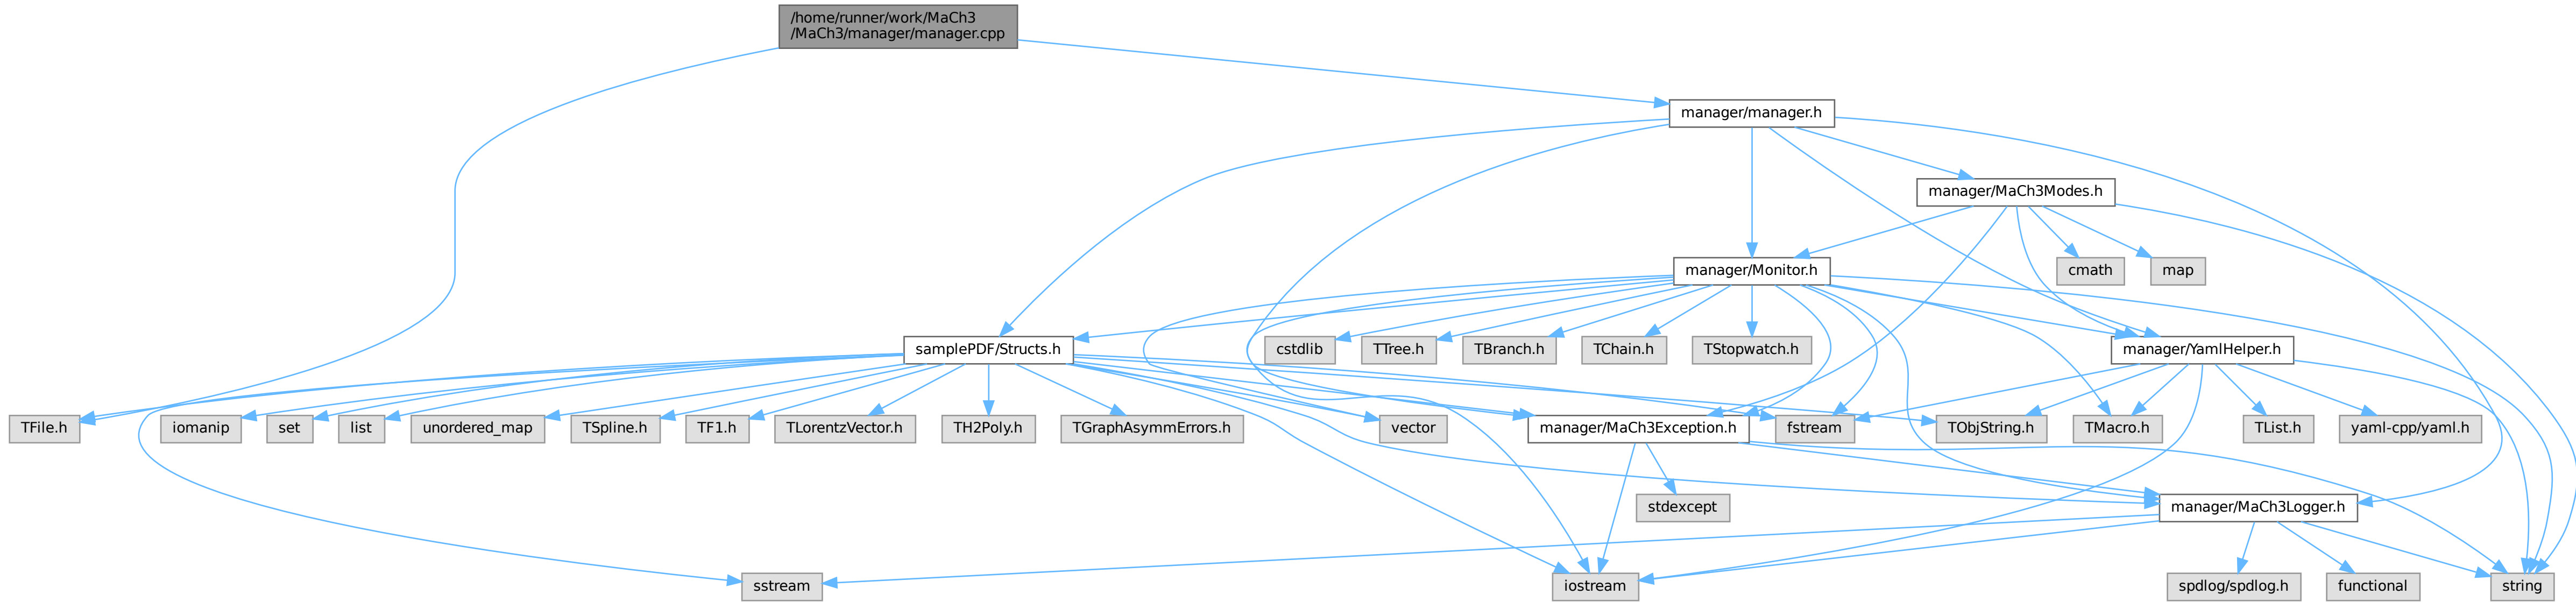 /home/runner/work/MaCh3
/MaCh3/manager/manager.cpp
manager/manager.h
manager/MaCh3Modes.h
manager/Monitor.h
cmath
map
samplePDF/Structs.h
cstdlib
TTree.h
TBranch.h
TChain.h
TStopwatch.h
manager/YamlHelper.h
TFile.h
iomanip
set
list
unordered_map
TSpline.h
TF1.h
TLorentzVector.h
TH2Poly.h
TGraphAsymmErrors.h
vector
manager/MaCh3Exception.h
fstream
TObjString.h
TMacro.h
TList.h
yaml-cpp/yaml.h
stdexcept
manager/MaCh3Logger.h
sstream
iostream
spdlog/spdlog.h
functional
string